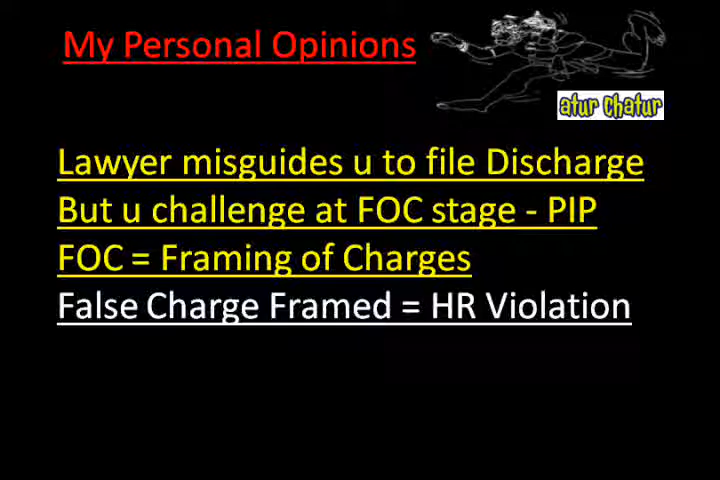 My Personal Opinions
atur chatur
Lawyer misguides u to file Discharge
But u challenge at FOC stage - PIP
FOC = Framing of Charges
False Charge Framed = HR Violation